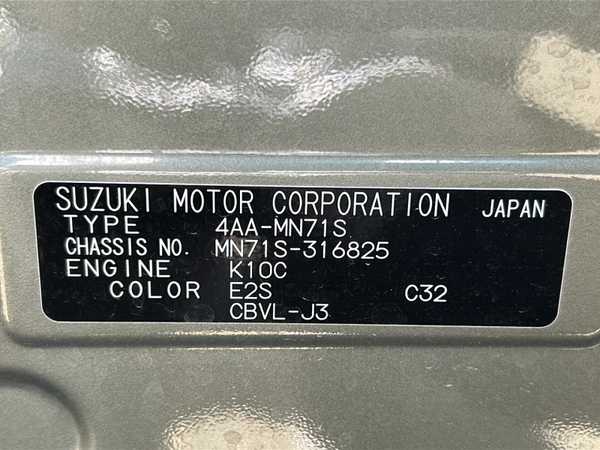 SUZUKI MOTOR CORPORATION JAPAN
TYPE 4AA-MN71S
CHASSIS NO. MN71S-316825
ENGINE K10C
COLOR E2S C32
CBVL-J3